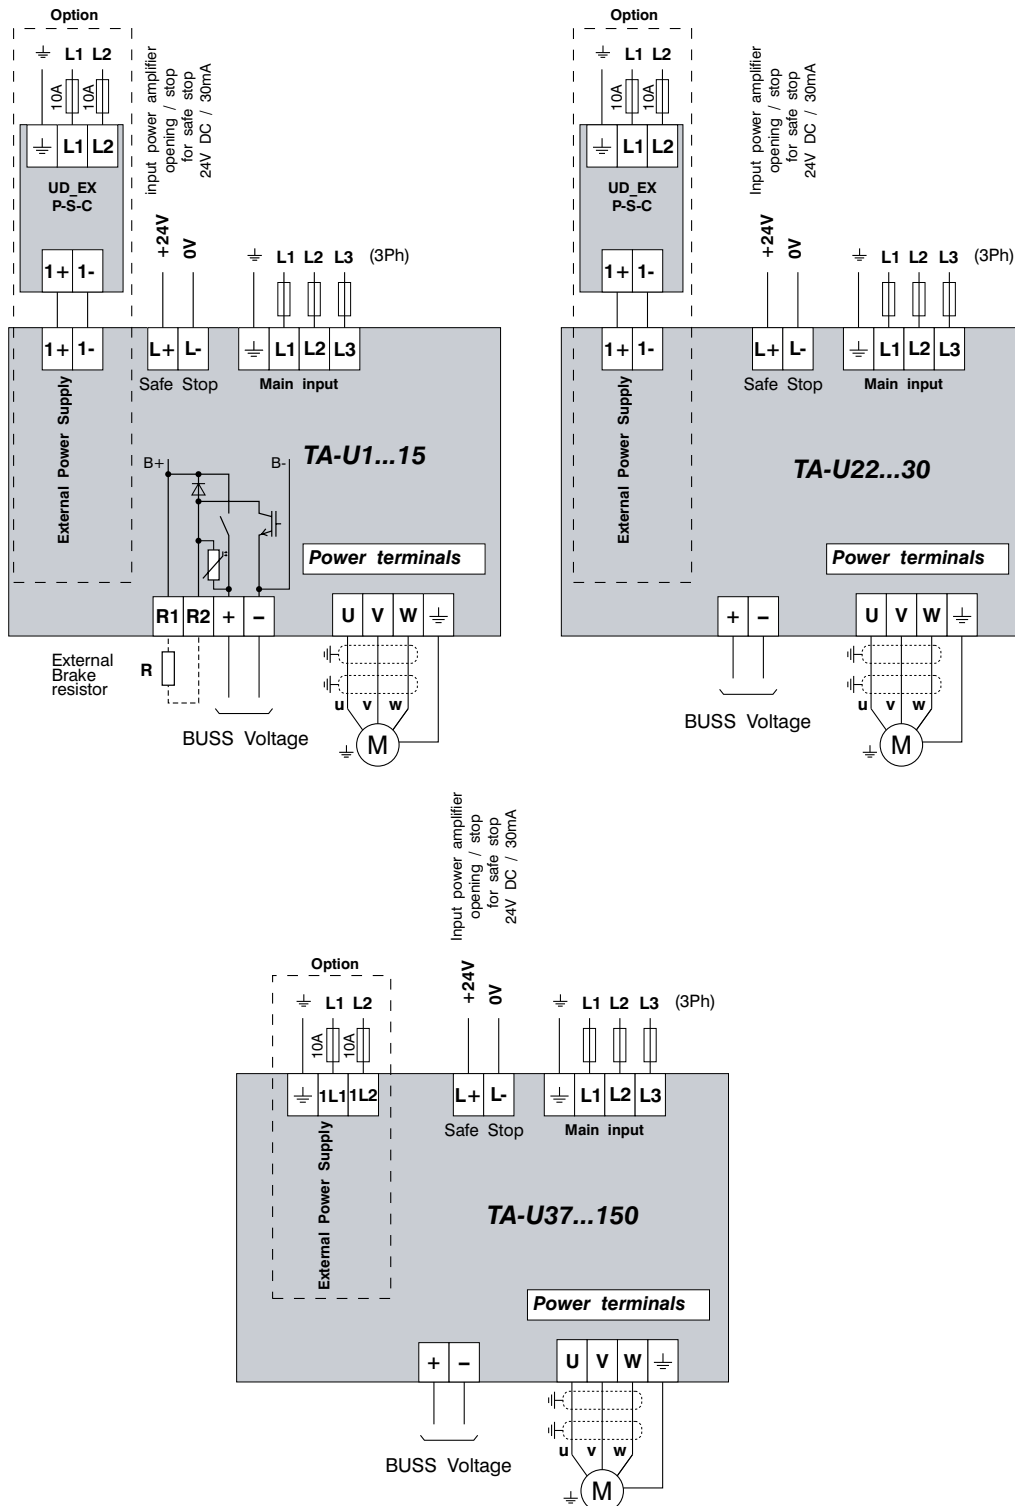 Option
L1 L2
10A
10A
L1 L2
UD_EX
P-S-C
1+ 1-
input power amplifier
opening / stop
for safe stop
24V DC / 30mA
+24V
0V
L1 L2 L3 (3Ph)
1+ 1-
L+ L-
L1 L2 L3
Safe Stop
Main input
External Power Supply
TA-U1...15
B+
B-
Power terminals
R1 R2 + –
U V W
External
Brake
resistor
R
BUSS Voltage
u v w
M
Option
L1 L2
10A
10A
L1 L2
UD_EX
P-S-C
1+ 1-
Input power amplifier
opening / stop
for safe stop
24V DC / 30mA
+24V
0V
L1 L2 L3 (3Ph)
1+ 1-
L+ L-
L1 L2 L3
Safe Stop
Main input
External Power Supply
TA-U22...30
Power terminals
+ –
U V W
BUSS Voltage
u v w
M
Input power amplifier
opening / stop
for safe stop
24V DC / 30mA
Option
L1 L2
10A
10A
+24V
0V
L1 L2 L3 (3Ph)
1L1 1L2
L+ L-
L1 L2 L3
Safe Stop
Main input
External Power Supply
TA-U37...150
Power terminals
+ –
U V W
BUSS Voltage
u v w
M